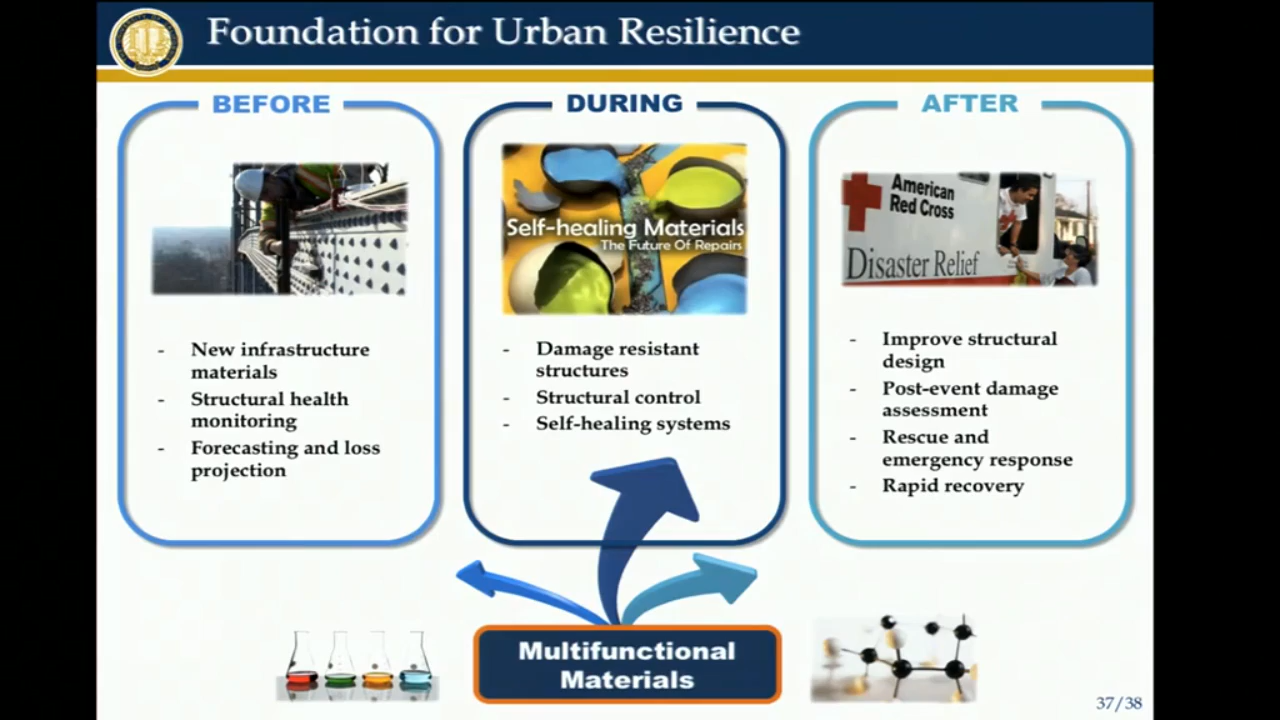 Foundation for Urban Resilience
BEFORE
- New infrastructure
materials
- Structural health
monitoring
- Forecasting and loss
projection
DURING
Self-healing Materials
The Future Of Repairs
- Damage resistant
structures
- Structural control
- Self-healing systems
AFTER
American
Red Cross
Disaster Relief
- Improve structural
design
- Post-event damage
assessment
- Rescue and
emergency response
- Rapid recovery
Multifunctional
Materials
37/38